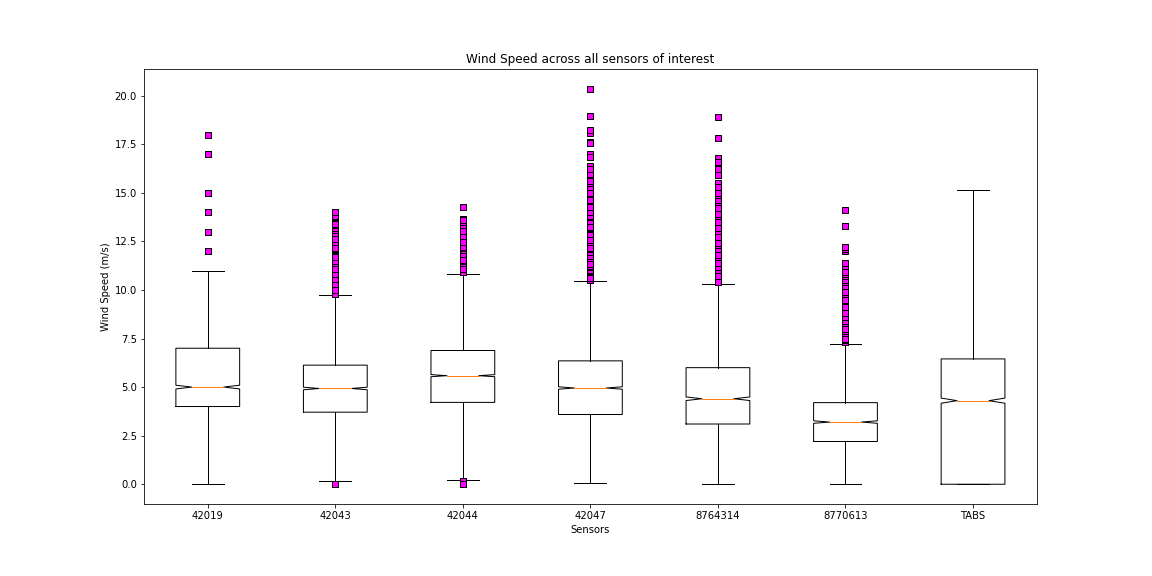 Wind Speed across all sensors of interest
20.0
17.5
15.0
12.5
10.0
7.5
5.0
2.5
0.0
Wind Speed (m/s)
42019 42043 42044 42047 8764314 8770613 TABS
Sensors